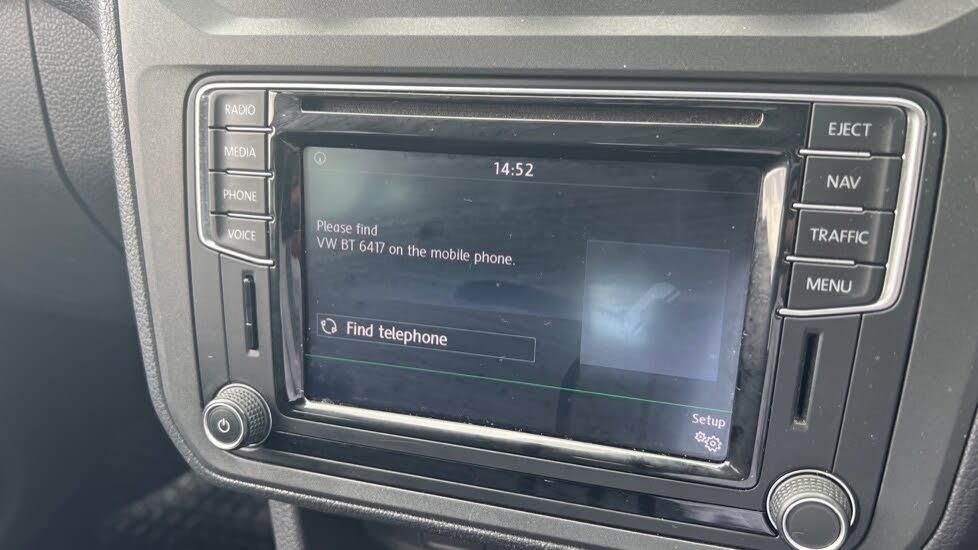 RADIO
MEDIA
PHONE
VOICE
14:52
Please find
VW BT 6417 on the mobile phone.
Find telephone
Setup
EJECT
NAV
TRAFFIC
MENU